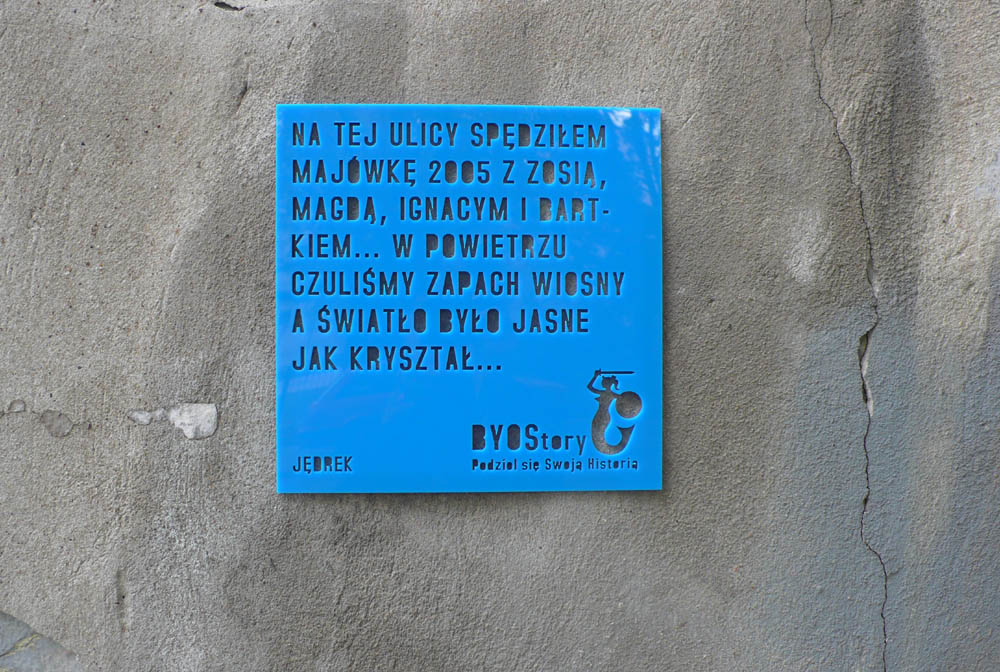 NA TEJ ULICY SPĘDZIŁEM
MAJÓWKĘ 2005 Z ZOSIĄ,
MAGDĄ, IGNACYM I BART-
KIEM... W POWIETRZU
CZULIŚMY ZAPACH WIOSNY
A ŚWIATŁO BYŁO JASNE
JAK KRYSZTAŁ...
BYOStory
JĘDREK
Podziel się Swoją Historią